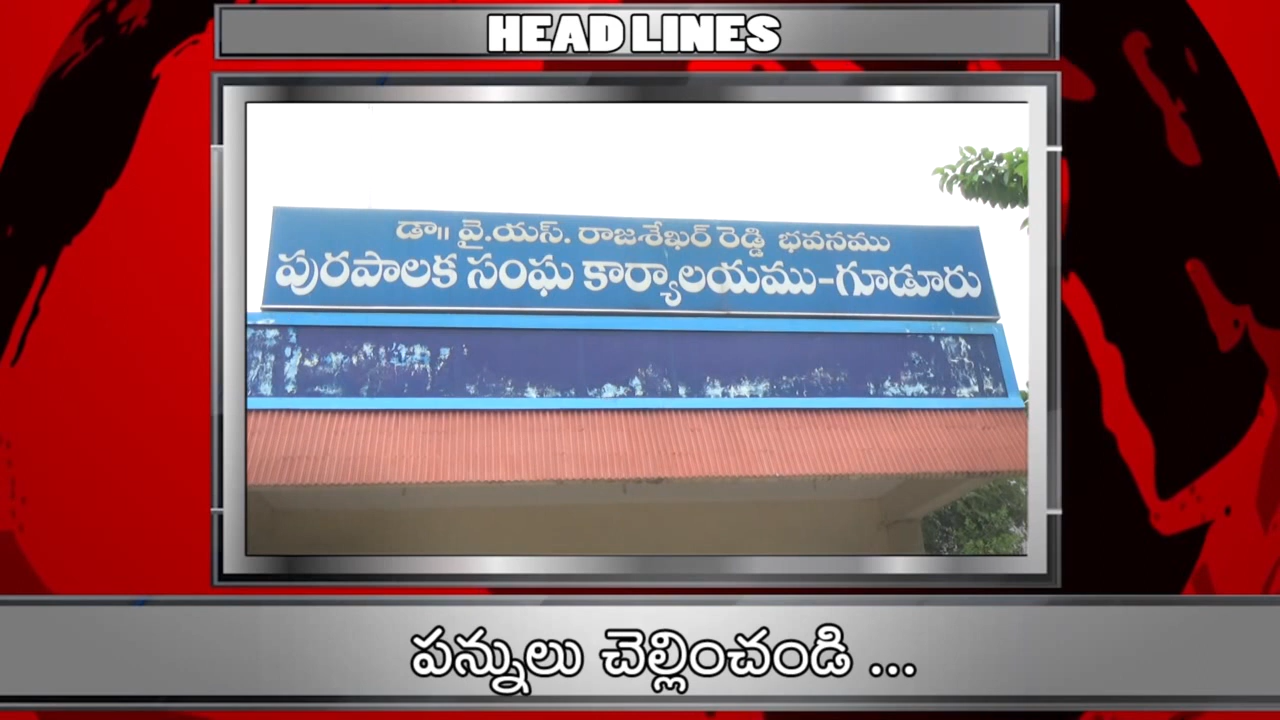 HEAD LINES
డా॥ వై.యస్. రాజశేఖర్ రెడ్డి భవనము
పురపాలక సంఘ కార్యాలయము-గూడూరు
పన్నులు చెల్లించండి ...